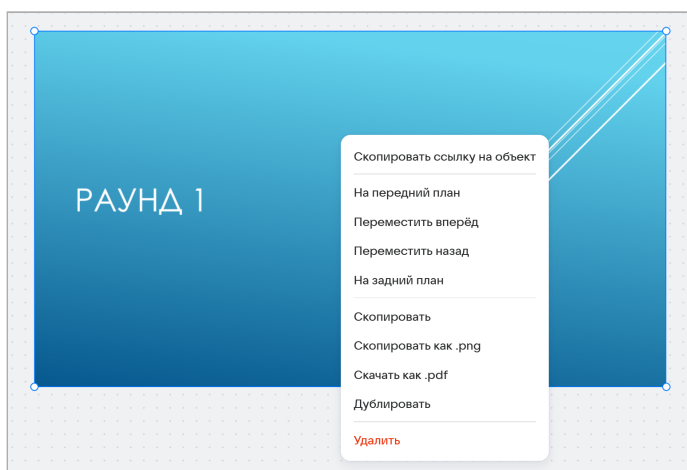 РАУНД 1
Скопировать ссылку на объект
На передний план
Переместить вперёд
Переместить назад
На задний план
Скопировать
Скопировать как .png
Скачать как .pdf
Дублировать
Удалить